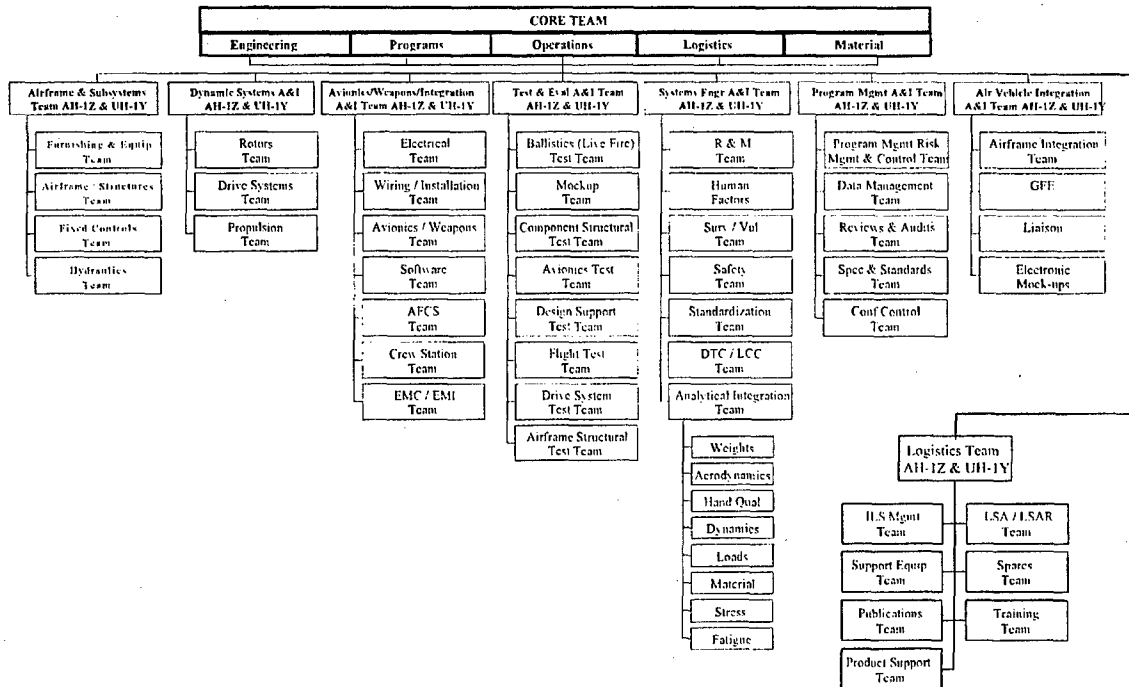 CORE TEAM
Engineering
Programs
Operations
Logistics
Material
Airframe & Subsystems
Team AH-1Z & UH-1Y
Furnishing & Equip
Team
Airframe / Structures
Team
Fixed Controls
Team
Hydraulics
Team
Dynamic Systems A&I
AH-1Z & UH-1Y
Rotors
Team
Drive Systems
Team
Propulsion
Team
Avionics/Weapons/Integration
A&I Team AH-1Z & UH-1Y
Electrical
Team
Wiring / Installation
Team
Avionics / Weapons
Team
Software
Team
AFCS
Team
Crew Station
Team
EMC / EMI
Team
Test & Eval A&I Team
AH-1Z & UH-1Y
Ballistics (Live Fire)
Test Team
Mockup
Team
Component Structural
Test Team
Avionics Test
Team
Design Support
Test Team
Flight Test
Team
Drive System
Test Team
Airframe Structural
Test Team
Systems Engr A&I Team
AH-1Z & UH-1Y
R & M
Team
Human
Factors
Surv / Vul
Team
Safety
Team
Standardization
Team
DTC / LCC
Team
Analytical Integration
Team
Weights
Aerodynamics
Hand Qual
Dynamics
Loads
Material
Stress
Fatigue
Program Mgmt A&I Team
AH-1Z & UH-1Y
Program Mgmt Risk
Mgmt & Control Team
Data Management
Team
Reviews & Audits
Team
Spec & Standards
Team
Conf Control
Team
Air Vehicle Integration
A&I Team AH-1Z & UH-1Y
Airframe Integration
Team
GFE
Liaison
Electronic
Mock-ups
Logistics Team
AH-1Z & UH-1Y
ILS Mgmt
Team
LSA / LSAR
Team
Support Equip
Team
Spares
Team
Publications
Team
Training
Team
Product Support
Team